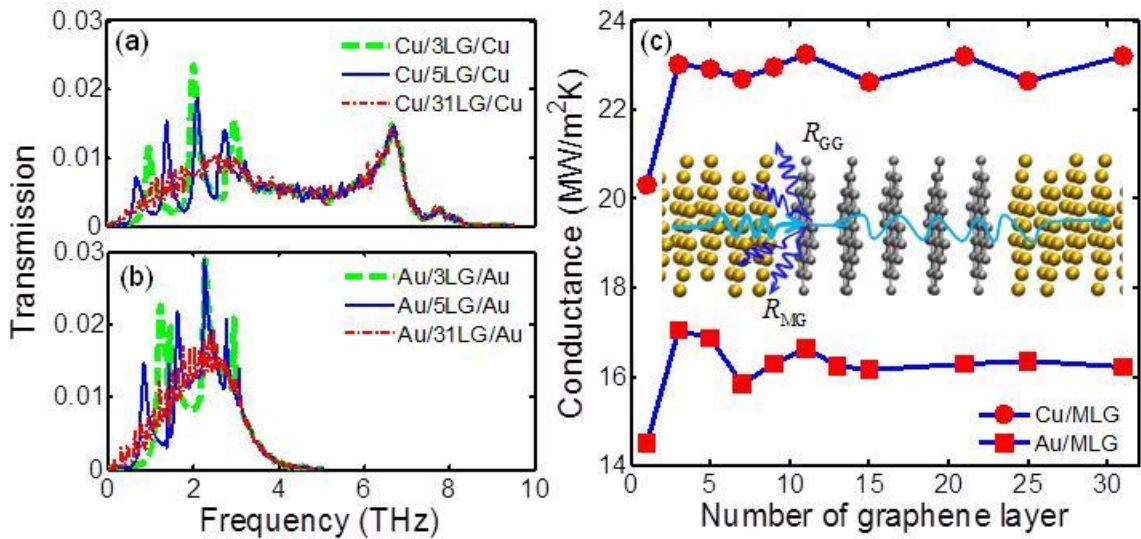 (a)
Cu/3LG/Cu
Cu/5LG/Cu
Cu/31LG/Cu
0.03
0.02
0.01
0
(b)
Au/3LG/Au
Au/5LG/Au
Au/31LG/Au
0.03
0.02
0.01
0
Transmission
0 2 4 6 8 10
Frequency (THz)
(c)
24
22
20
18
16
14
Conductance (MW/m²K)
R_GG
R_MG
Cu/MLG
Au/MLG
0 5 10 15 20 25 30
Number of graphene layer